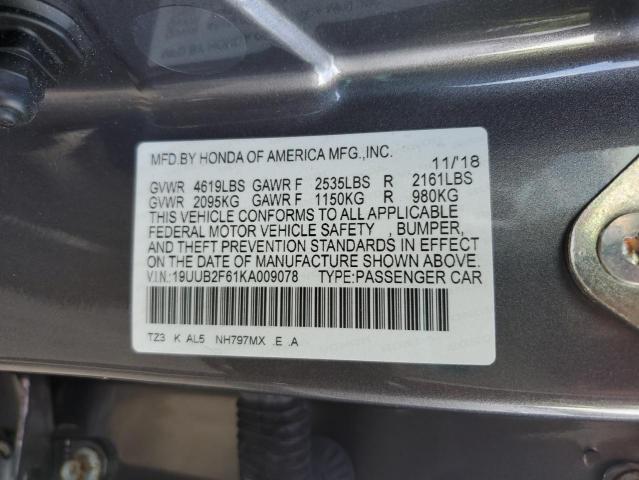 MFD.BY HONDA OF AMERICA MFG.,INC. 11/'18
GVWR 4619LBS GAWR F 2535LBS R 2161LBS
GVWR 2095KG GAWR F 1150KG R 980KG
THIS VEHICLE CONFORMS TO ALL APPLICABLE
FEDERAL MOTOR VEHICLE SAFETY , BUMPER,
AND THEFT PREVENTION STANDARDS IN EFFECT
ON THE DATE OF MANUFACTURE SHOWN ABOVE.
V.I.N.:19UUB2F61KA009078 TYPE:PASSENGER CAR
TZ3 K AL5 NH797MX .E .A